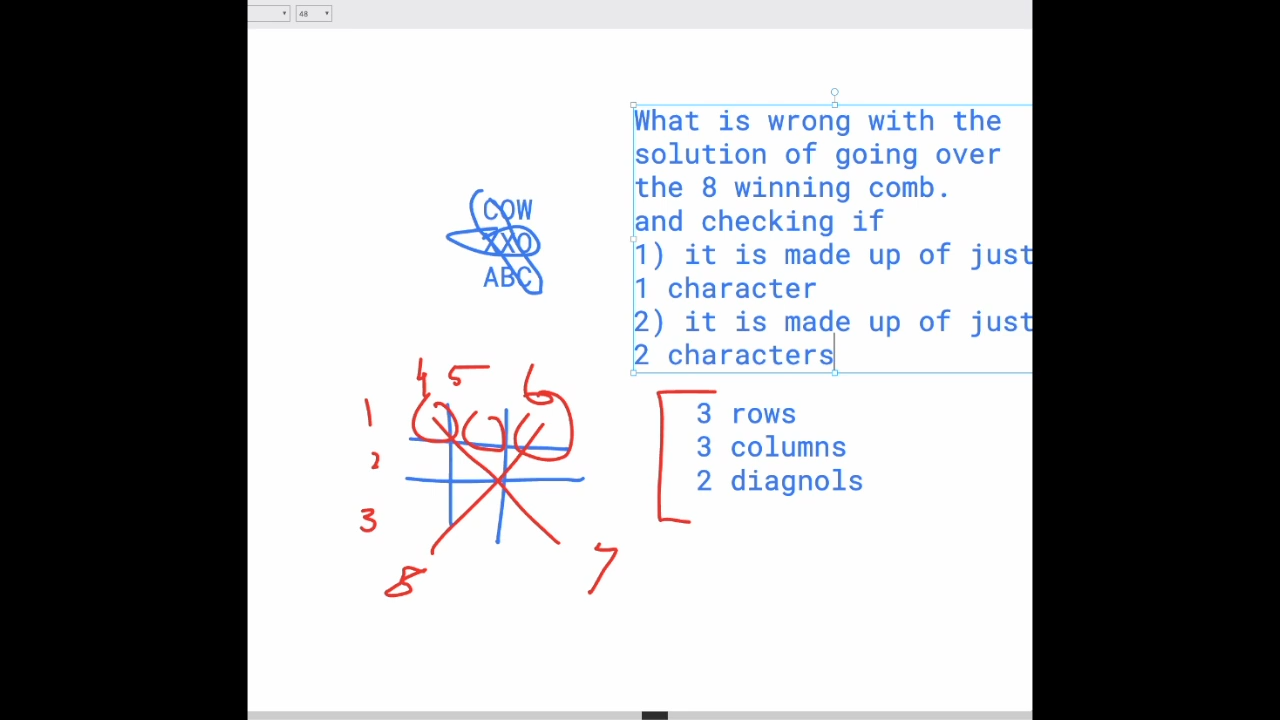 48
What is wrong with the
solution of going over
the 8 winning comb.
and checking if
1) it is made up of just
1 character
2) it is made up of just
2 characters
COW
XXO
ABC
3 rows
3 columns
2 diagnols
4 5 6
1
2
3
8 7